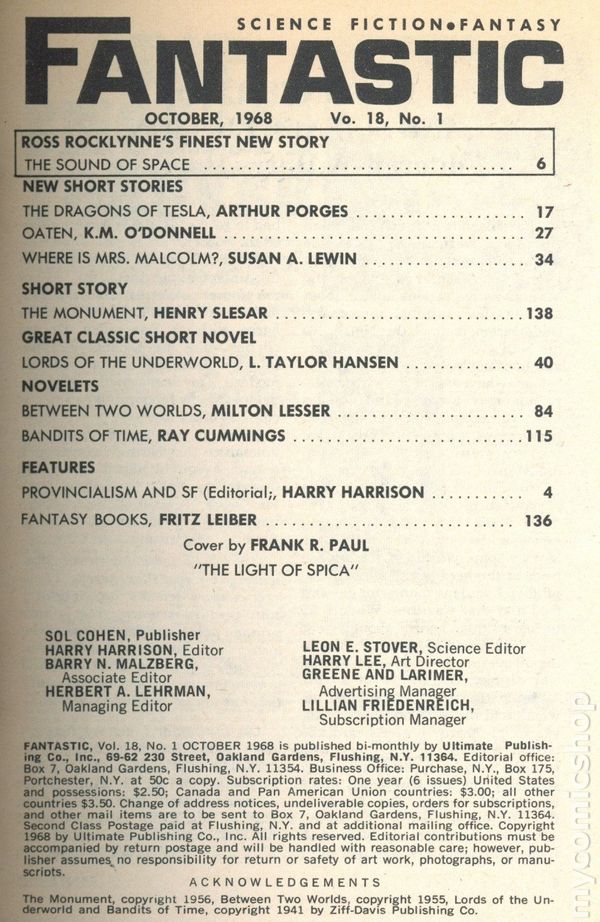 SCIENCE FICTION●FANTASY
FANTASTIC
OCTOBER, 1968 Vo. 18, No. 1
ROSS ROCKLYNNE'S FINEST NEW STORY
THE SOUND OF SPACE .................................... 6
NEW SHORT STORIES
THE DRAGONS OF TESLA, ARTHUR PORGES .................. 17
OATEN, K.M. O'DONNELL ................................ 27
WHERE IS MRS. MALCOLM?, SUSAN A. LEWIN ................. 34
SHORT STORY
THE MONUMENT, HENRY SLESAR ........................... 138
GREAT CLASSIC SHORT NOVEL
LORDS OF THE UNDERWORLD, L. TAYLOR HANSEN ............ 40
NOVELETS
BETWEEN TWO WORLDS, MILTON LESSER .................... 84
BANDITS OF TIME, RAY CUMMINGS ......................... 115
FEATURES
PROVINCIALISM AND SF (Editorial;, HARRY HARRISON .......... 4
FANTASY BOOKS, FRITZ LEIBER ........................... 136
Cover by FRANK R. PAUL
"THE LIGHT OF SPICA"
SOL COHEN, Publisher
HARRY HARRISON, Editor
BARRY N. MALZBERG,
Associate Editor
HERBERT A. LEHRMAN,
Managing Editor
LEON E. STOVER, Science Editor
HARRY LEE, Art Director
GREENE AND LARIMER,
Advertising Manager
LILLIAN FRIEDENREICH,
Subscription Manager
FANTASTIC, Vol. 18, No. 1 OCTOBER 1968 is published bi-monthly by Ultimate Publish-
ing Co., Inc., 69-62 230 Street, Oakland Gardens, Flushing, N.Y. 11364. Editorial office:
Box 7, Oakland Gardens, Flushing, N.Y. 11354. Business Office: Purchase, N.Y., Box 175,
Portchester, N.Y. at 50c a copy. Subscription rates: One year (6 issues) United States
and possessions: $2.50; Canada and Pan American Union countries: $3.00; all other
countries $3.50. Change of address notices, undeliverable copies, orders for subscriptions,
and other mail items are to be sent to Box 7, Oakland Gardens, Flushing, N.Y. 11364.
Second Class Postage paid at Flushing, N.Y. and at additional mailing office. Copyright
1968 by Ultimate Publishing Co., Inc. All rights reserved. Editorial contributions must be
accompanied by return postage and will be handled with reasonable care; however, pub-
lisher assumes no responsibility for return or safety of art work, photographs, or manu-
scripts.
ACKNOWLEDGEMENTS
The Monument, copyright 1956, Between Two Worlds, copyright 1955, Lords of the Un-
derworld and Bandits of Time, copyright 1941 by Ziff-Davis Publishing Co.
mycomicshop